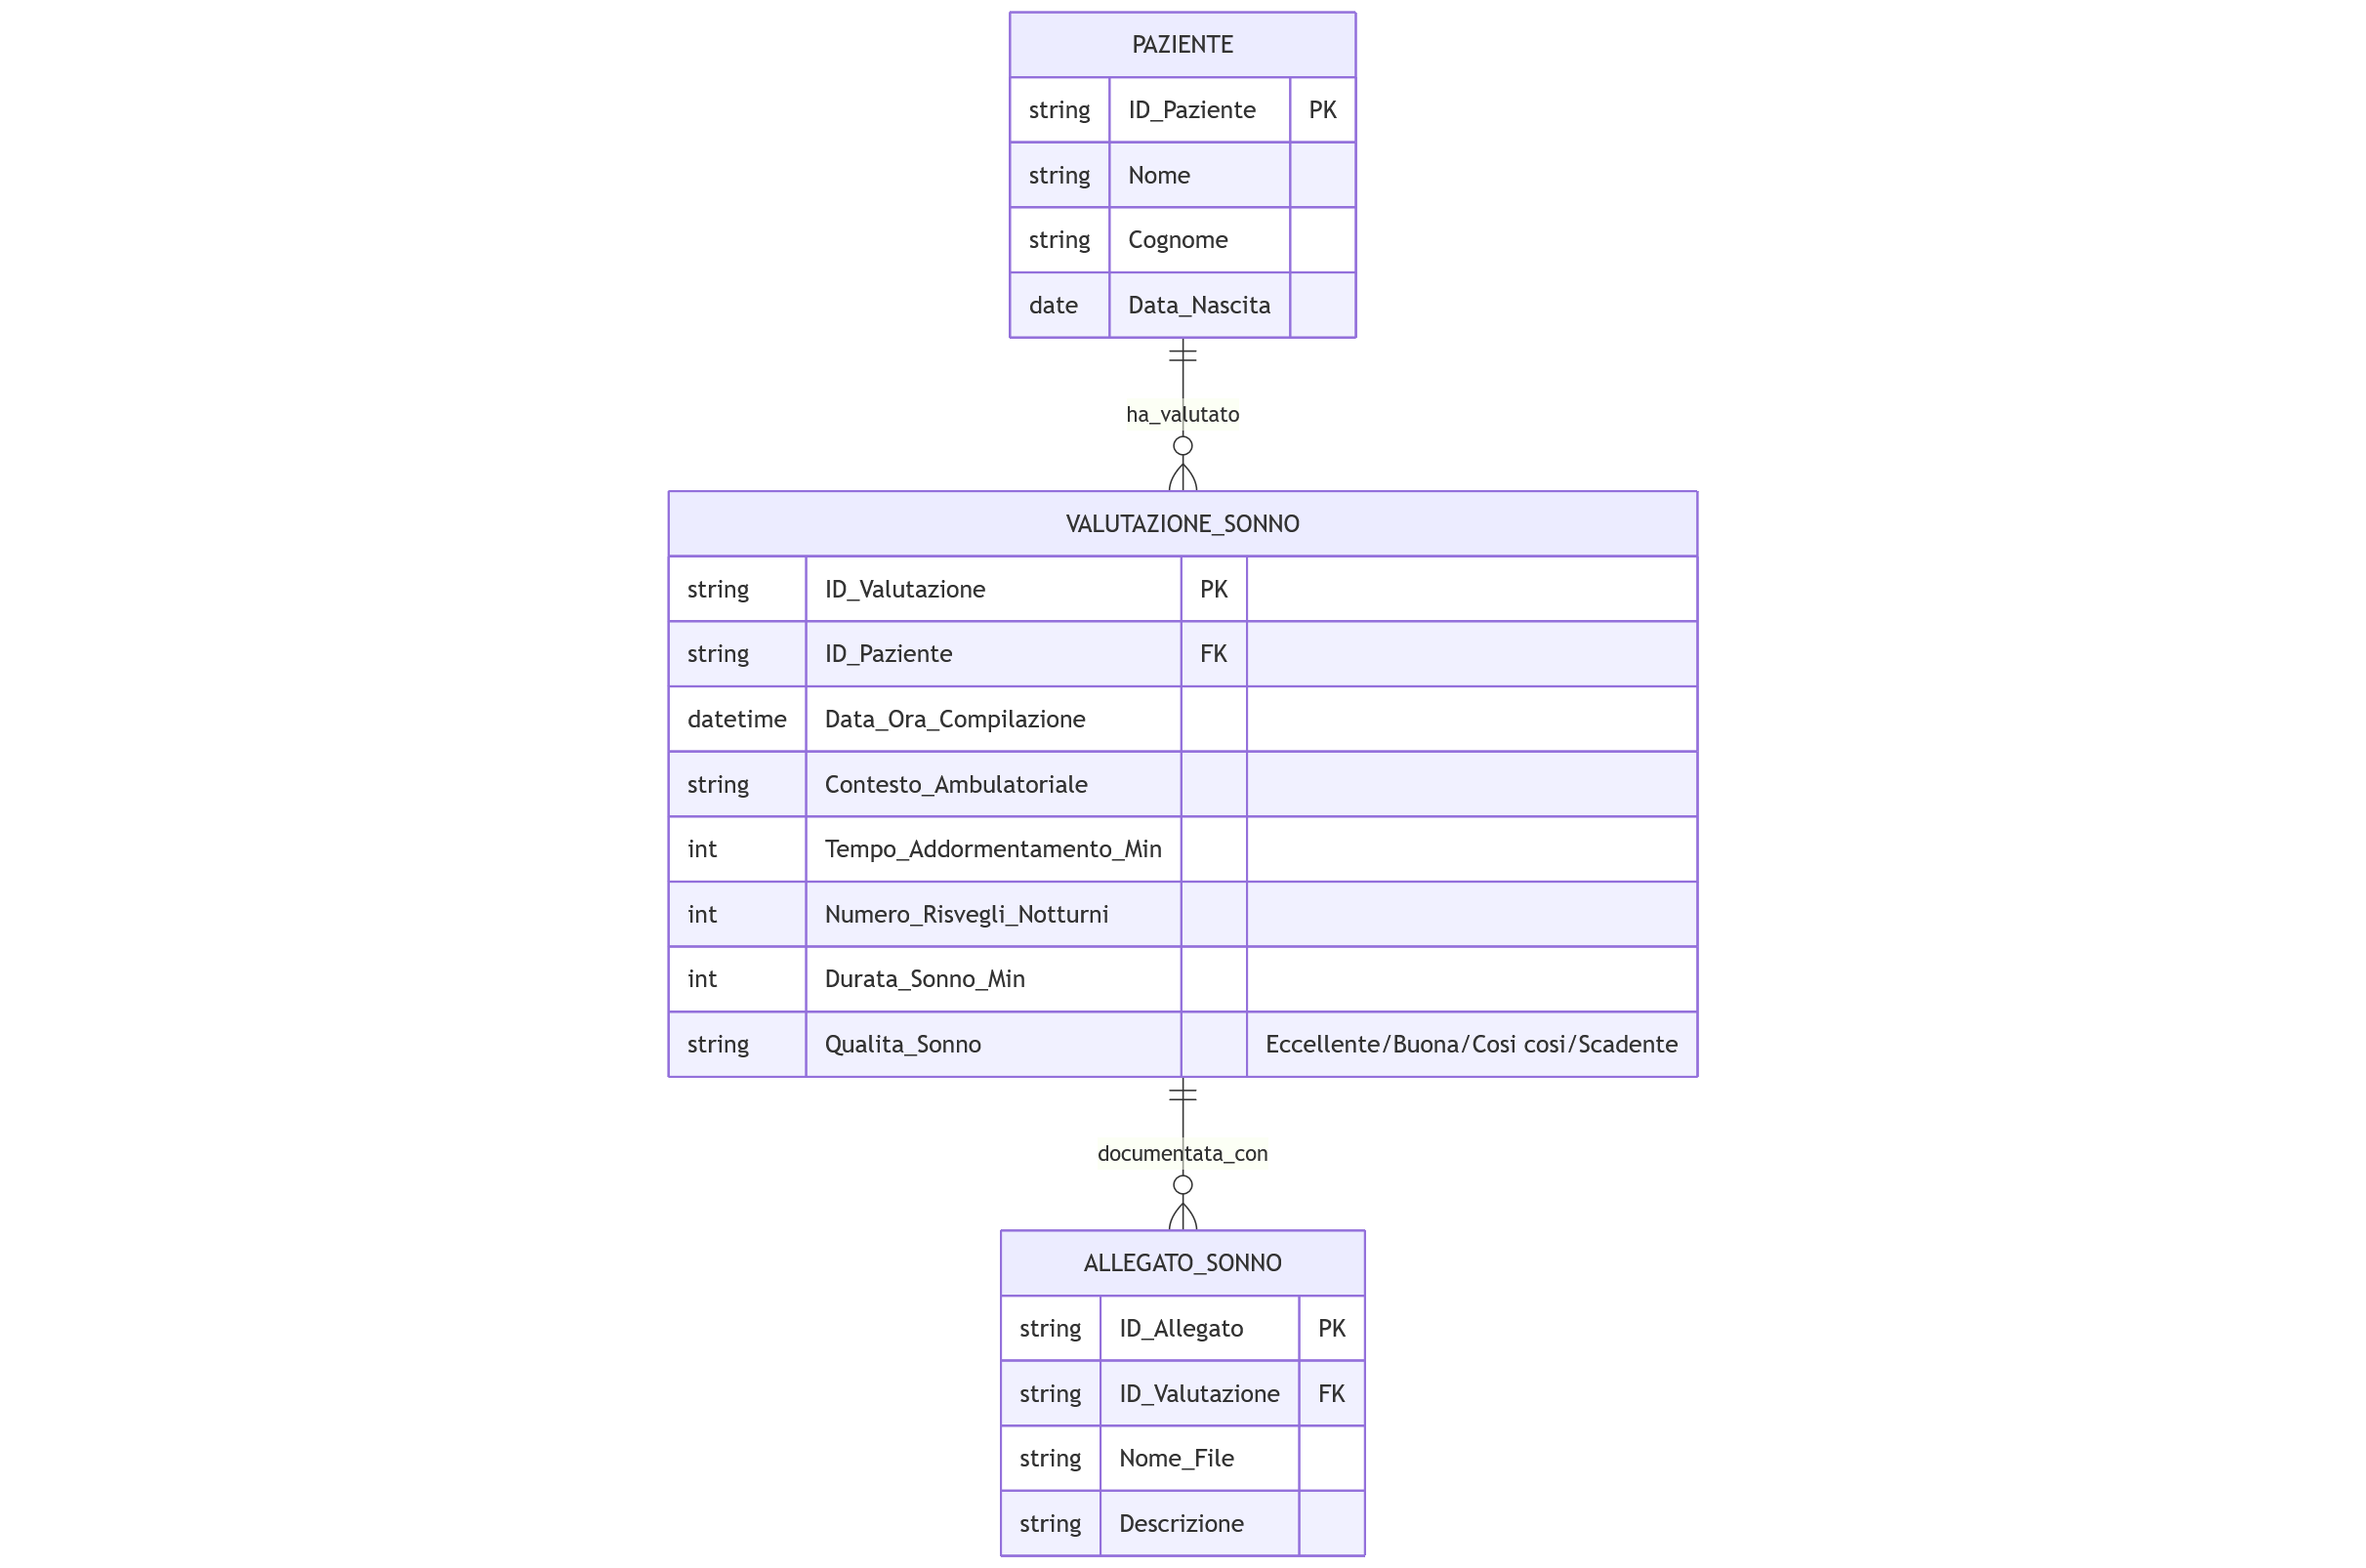 PAZIENTE
string ID_Paziente PK
string Nome
string Cognome
date Data_Nascita
ha_valutato
VALUTAZIONE_SONNO
string ID_Valutazione PK
string ID_Paziente FK
datetime Data_Ora_Compilazione
string Contesto_Ambulatoriale
int Tempo_Addormentamento_Min
int Numero_Risvegli_Notturni
int Durata_Sonno_Min
string Qualita_Sonno Eccellente/Buona/Cosi cosi/Scadente
documentata_con
ALLEGATO_SONNO
string ID_Allegato PK
string ID_Valutazione FK
string Nome_File
string Descrizione